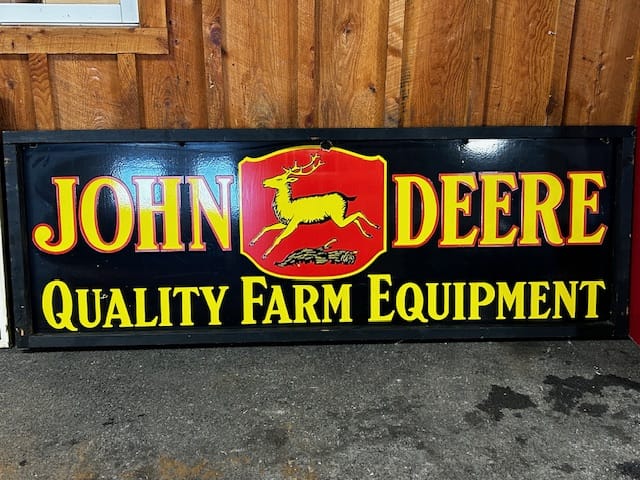 JOHN DEERE
QUALITY FARM EQUIPMENT